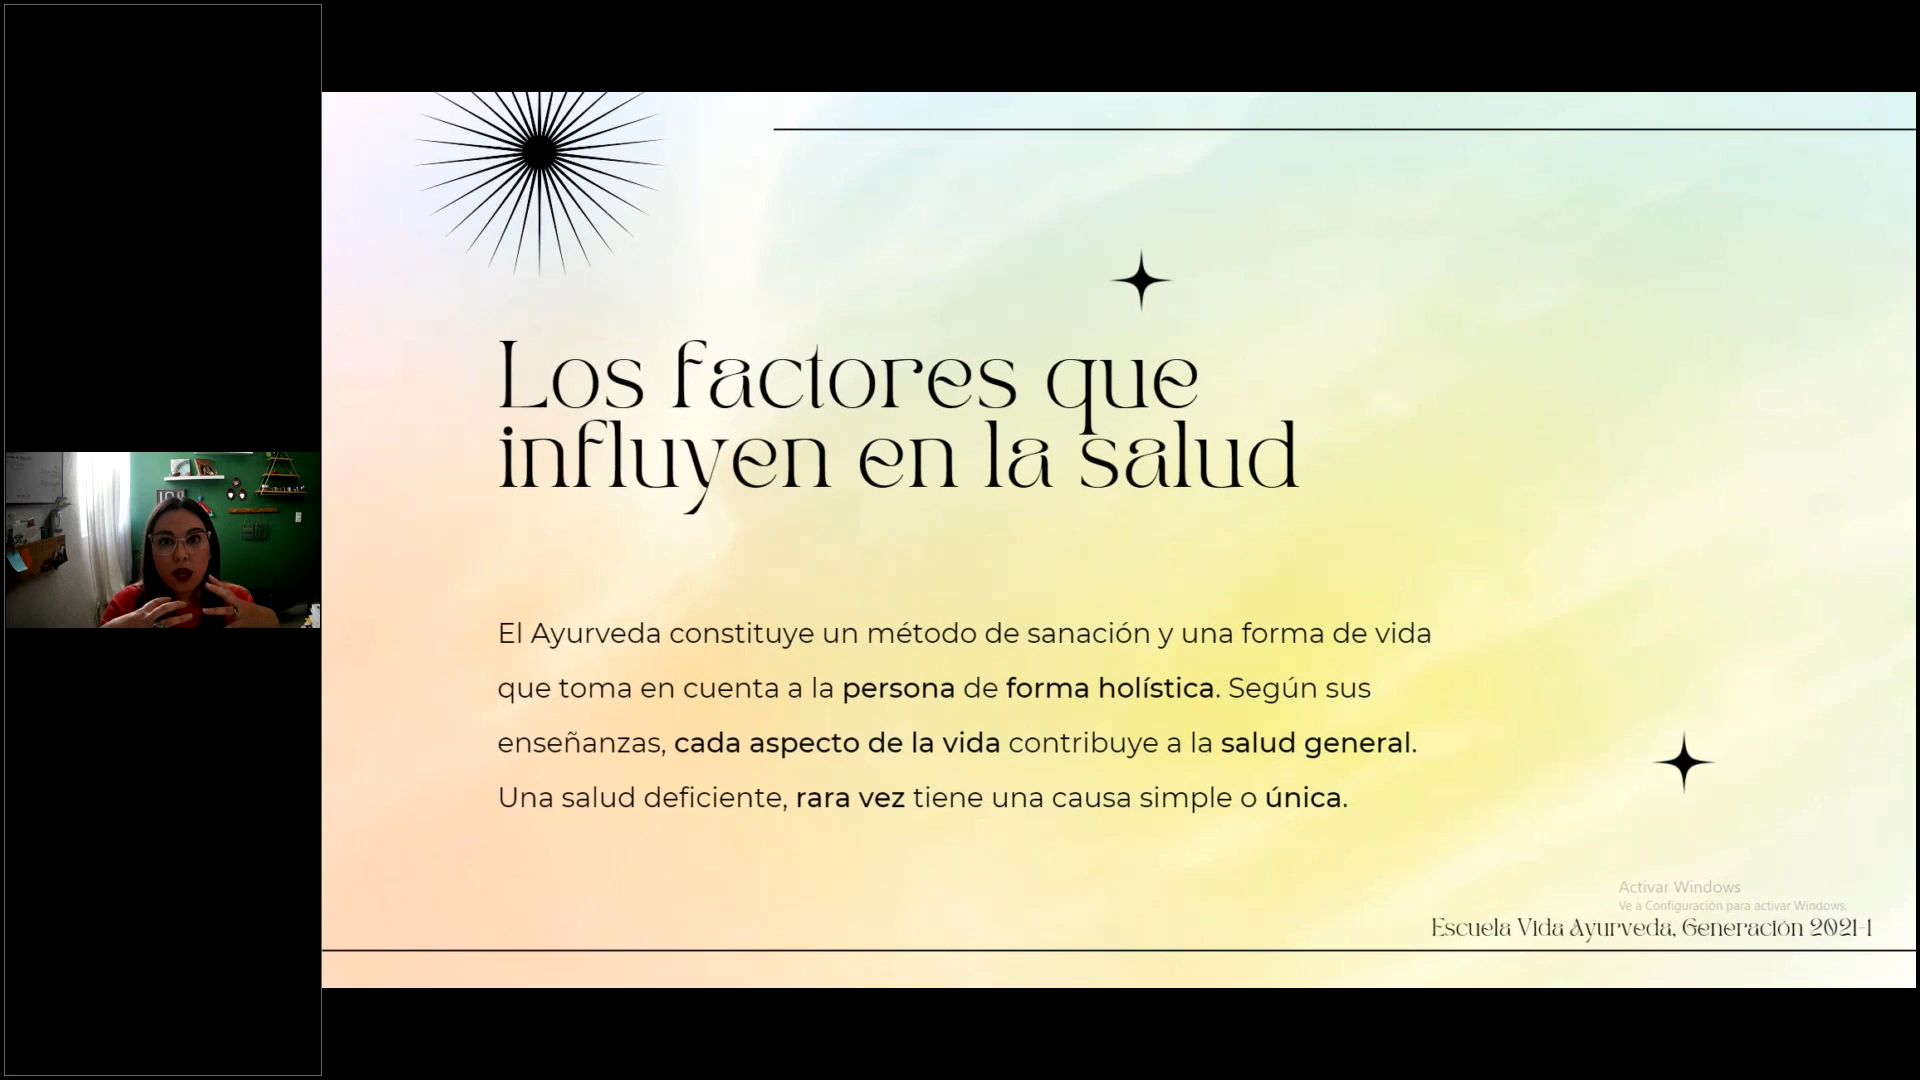 Los factores que
influyen en la salud
El Ayurveda constituye un método de sanación y una forma de vida
que toma en cuenta a la persona de forma holística. Según sus
enseñanzas, cada aspecto de la vida contribuye a la salud general.
Una salud deficiente, rara vez tiene una causa simple o única.
Activar Windows
Ve a Configuración para activar Windows.
Escuela Vida Ayurveda, Generación 2021-1